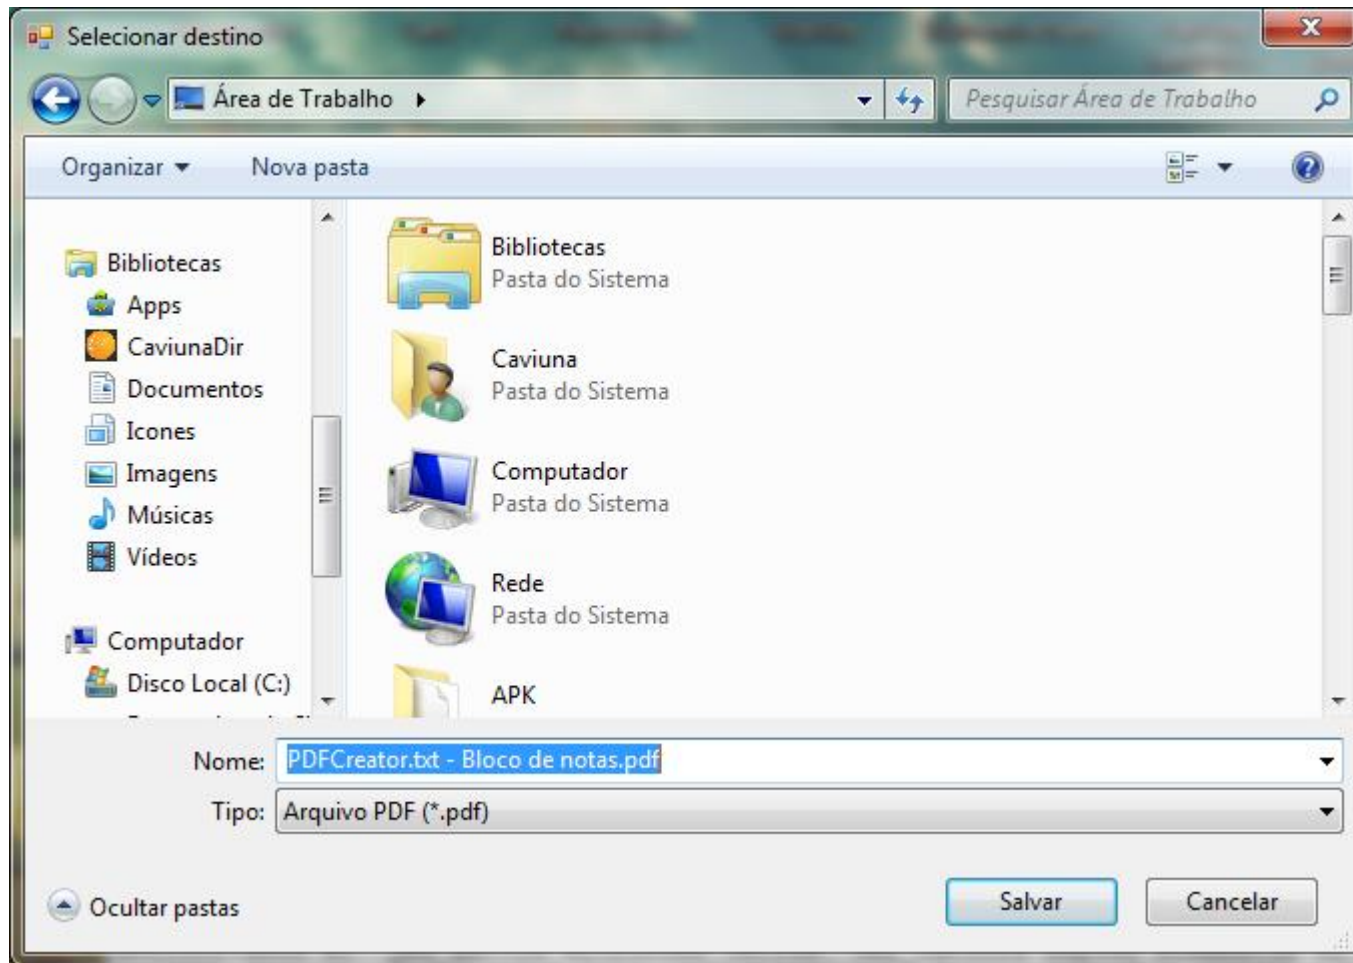 Selecionar destino
Área de Trabalho
Pesquisar Área de Trabalho
Organizar
Nova pasta
Bibliotecas
Apps
CaviunaDir
Documentos
Icones
Imagens
Músicas
Vídeos
Computador
Disco Local (C:)
Bibliotecas
Pasta do Sistema
Caviuna
Pasta do Sistema
Computador
Pasta do Sistema
Rede
Pasta do Sistema
APK
Nome: PDFCreator.txt - Bloco de notas.pdf
Tipo: Arquivo PDF (*.pdf)
Ocultar pastas
Salvar
Cancelar